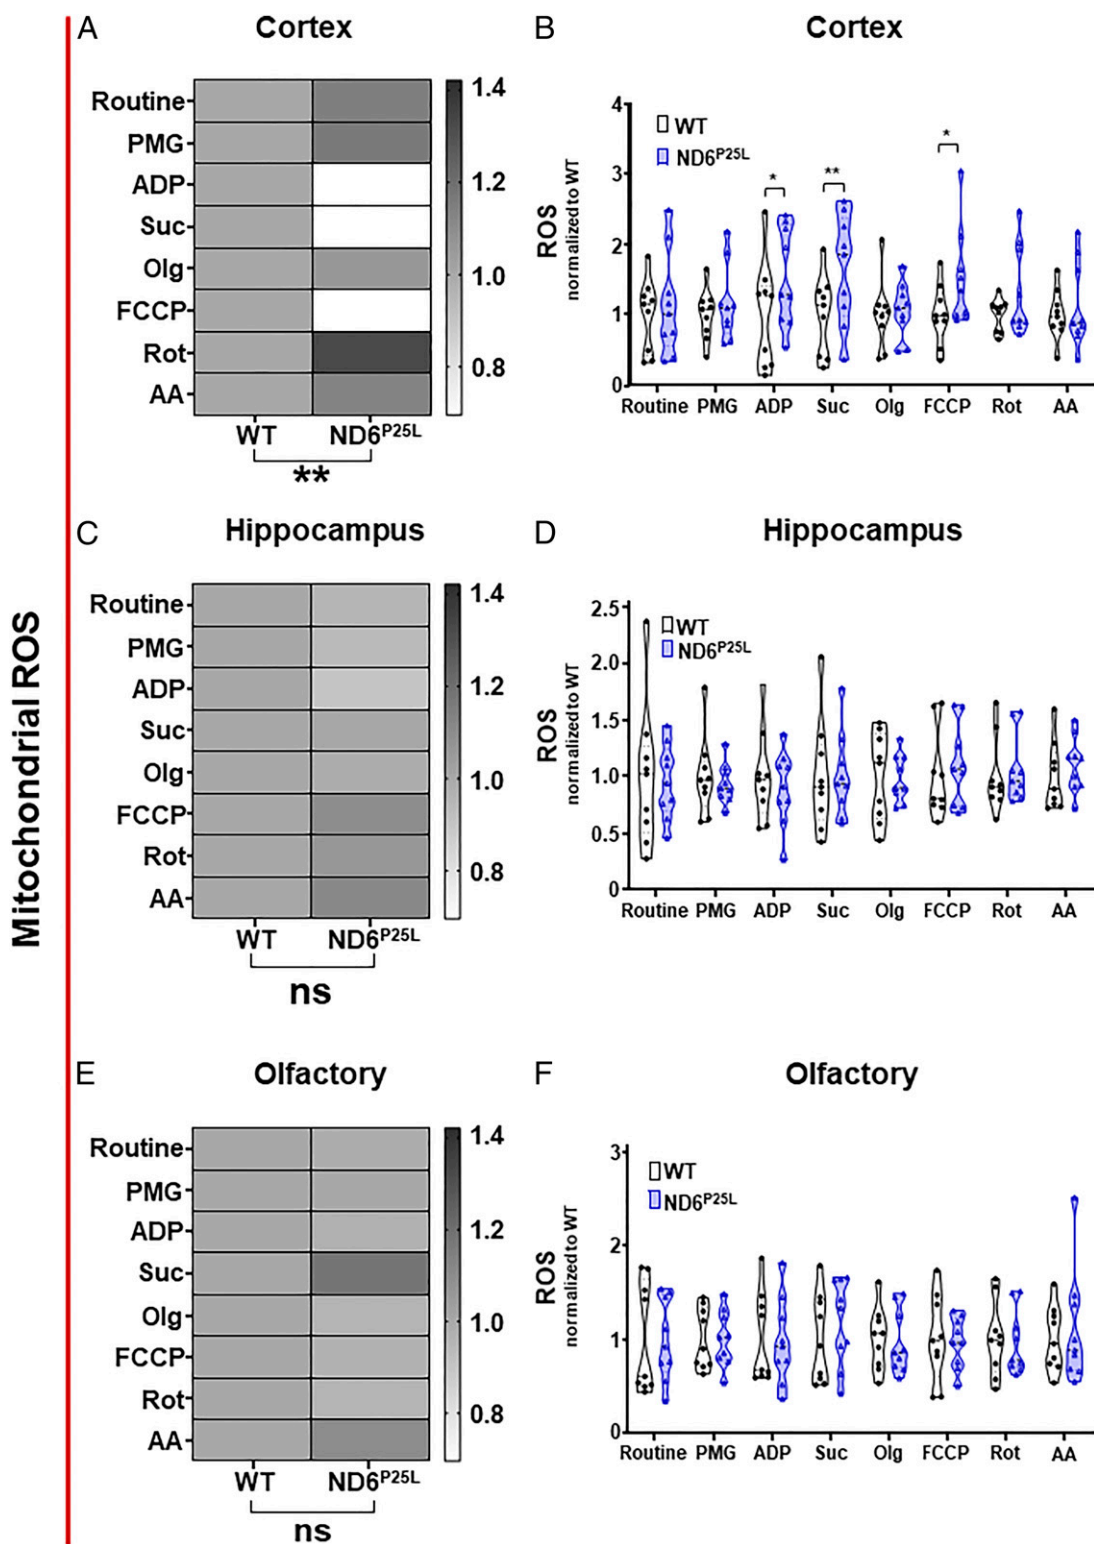 Mitochondrial ROS
A
Cortex
Routine
PMG
ADP
Suc
Olg
FCCP
Rot
AA
1.4
1.2
1.0
0.8
WT
ND6P25L
**
B
Cortex
ROS
normalized to WT
4
3
2
1
0
WT
ND6P25L
*
**
*
Routine PMG ADP Suc Olg FCCP Rot AA
C
Hippocampus
Routine
PMG
ADP
Suc
Olg
FCCP
Rot
AA
1.4
1.2
1.0
0.8
WT
ND6P25L
ns
D
Hippocampus
ROS
normalized to WT
2.5
2.0
1.5
1.0
0.5
0
WT
ND6P25L
Routine PMG ADP Suc Olg FCCP Rot AA
E
Olfactory
Routine
PMG
ADP
Suc
Olg
FCCP
Rot
AA
1.4
1.2
1.0
0.8
WT
ND6P25L
ns
F
Olfactory
ROS
normalized to WT
3
2
1
0
WT
ND6P25L
Routine PMG ADP Suc Olg FCCP Rot AA